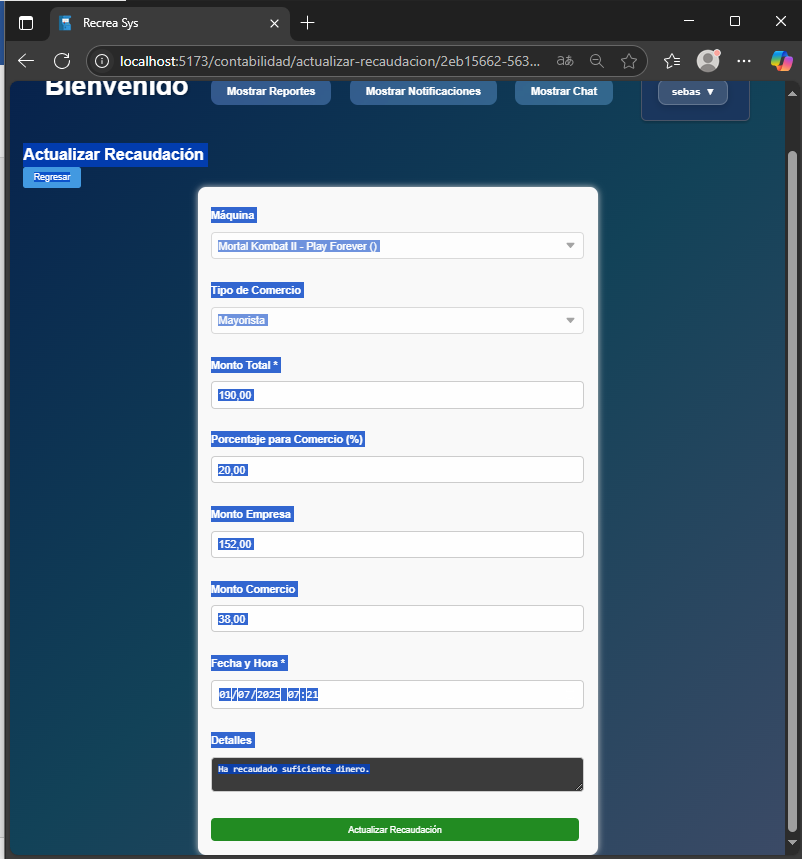 Recrea Sys
localhost:5173/contabilidad/actualizar-recaudacion/2eb15662-563...
Bienvenido
Mostrar Reportes
Mostrar Notificaciones
Mostrar Chat
sebas ▼
Actualizar Recaudación
Regresar
Máquina
Mortal Kombat II - Play Forever ()
Tipo de Comercio
Mayorista
Monto Total *
190,00
Porcentaje para Comercio (%)
20,00
Monto Empresa
152,00
Monto Comercio
38,00
Fecha y Hora *
01/07/2025 07:21
Detalles
Ha recaudado suficiente dinero.
Actualizar Recaudación